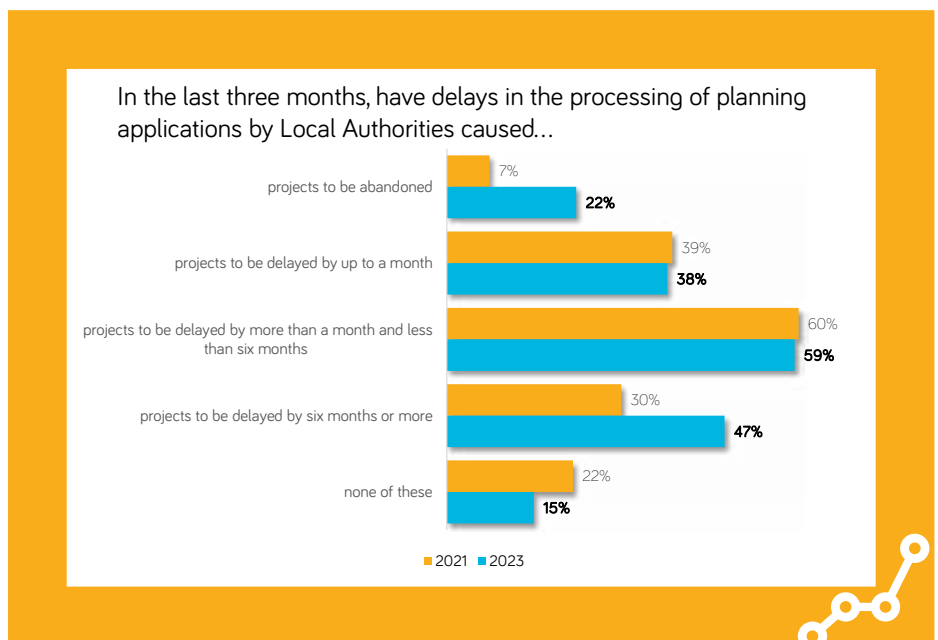 In the last three months, have delays in the processing of planning
applications by Local Authorities caused...
projects to be abandoned
7%
22%
projects to be delayed by up to a month
39%
38%
projects to be delayed by more than a month and less
than six months
60%
59%
projects to be delayed by six months or more
30%
47%
none of these
22%
15%
2021 2023